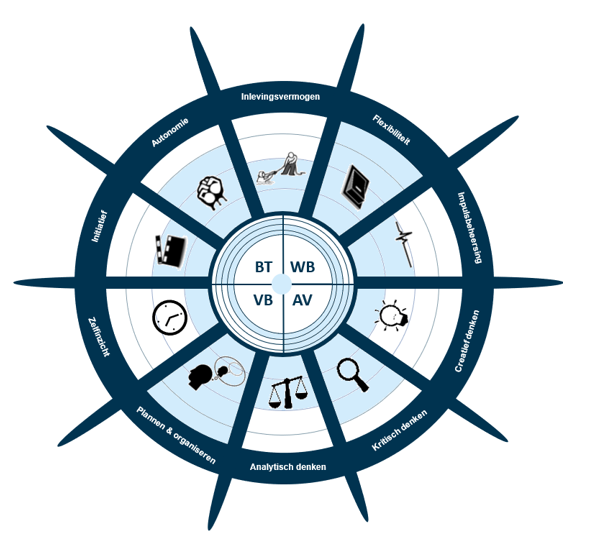 Inlevingsvermogen
Flexibiliteit
Impulsbeheersing
Creatief denken
Kritisch denken
Analytisch denken
Plannen & organiseren
Zelfinzicht
Initiatief
Autonomie
BT WB
VB AV